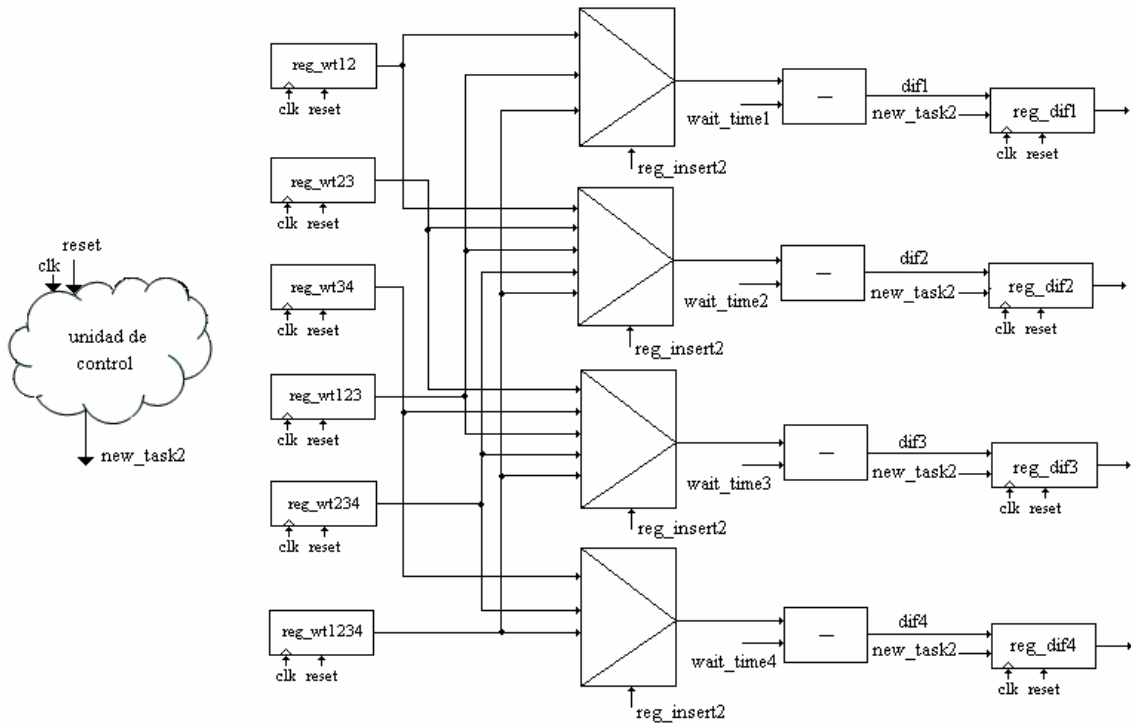 reset
clk
unidad de
control
new_task2
reg_wt12
clk reset
reg_wt23
clk reset
reg_wt34
clk reset
reg_wt123
clk reset
reg_wt234
clk reset
reg_wt1234
clk reset
reg_insert2
wait_time1
—
dif1
new_task2
reg_dif1
clk reset
reg_insert2
wait_time2
—
dif2
new_task2
reg_dif2
clk reset
reg_insert2
wait_time3
—
dif3
new_task2
reg_dif3
clk reset
reg_insert2
wait_time4
—
dif4
new_task2
reg_dif4
clk reset